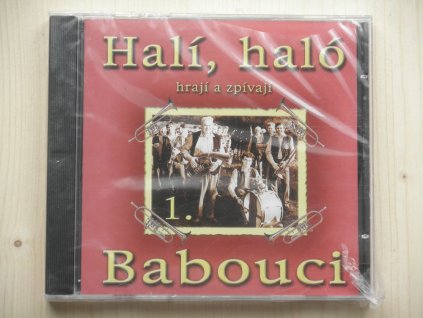 Halí, haló
hrají a zpívají
1.
Babouci